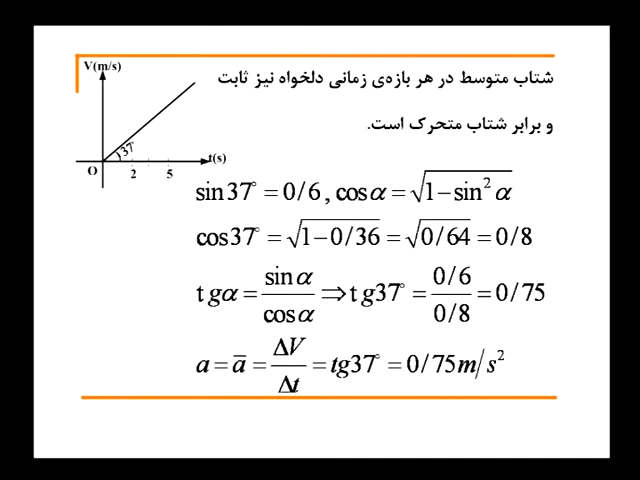 V(m/s)
شتاب متوسط در هر بازه‌ی زمانی دلخواه نیز ثابت
و برابر شتاب متحرک است.
37°
O 2 5 t(s)
sin37° = 0/6 , cosα = √(1−sin²α)
cos37° = √(1−0/36) = √(0/64) = 0/8
tgα = sinα/cosα ⇒ tg37° = (0/6)/(0/8) = 0/75
a = ā = ΔV/Δt = tg37° = 0/75 m/s²